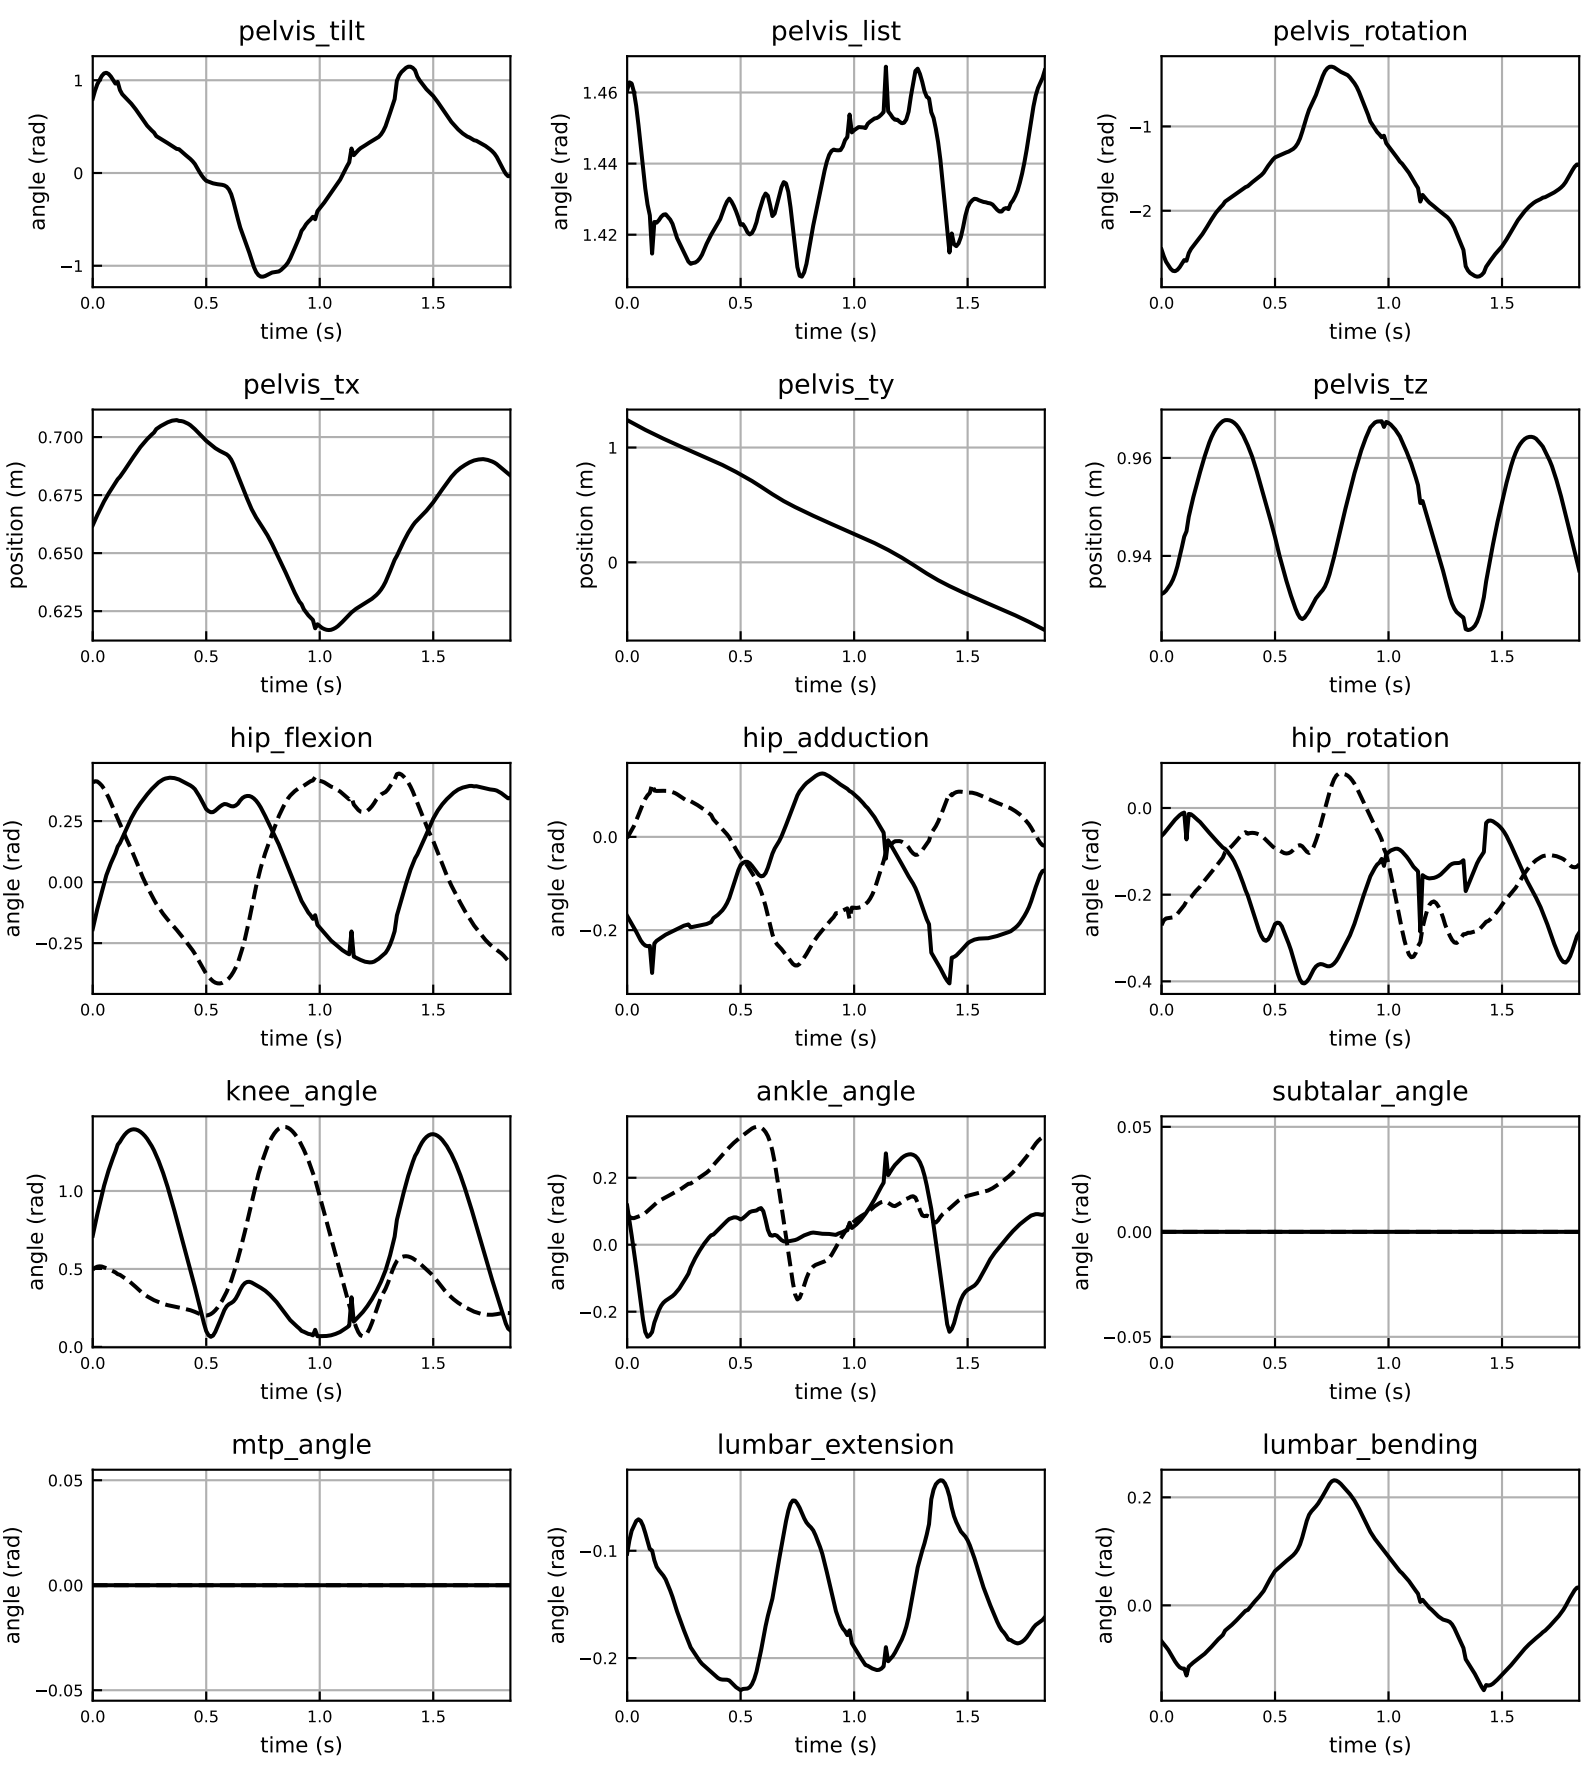 pelvis_tilt
angle (rad)
1
0
−1
0.0 0.5 1.0 1.5
time (s)
pelvis_list
angle (rad)
1.46
1.44
1.42
0.0 0.5 1.0 1.5
time (s)
pelvis_rotation
angle (rad)
−1
−2
0.0 0.5 1.0 1.5
time (s)
pelvis_tx
position (m)
0.700
0.675
0.650
0.625
0.0 0.5 1.0 1.5
time (s)
pelvis_ty
position (m)
1
0
0.0 0.5 1.0 1.5
time (s)
pelvis_tz
position (m)
0.96
0.94
0.0 0.5 1.0 1.5
time (s)
hip_flexion
angle (rad)
0.25
0.00
−0.25
0.0 0.5 1.0 1.5
time (s)
hip_adduction
angle (rad)
0.0
−0.2
0.0 0.5 1.0 1.5
time (s)
hip_rotation
angle (rad)
0.0
−0.2
−0.4
0.0 0.5 1.0 1.5
time (s)
knee_angle
angle (rad)
1.0
0.5
0.0
0.0 0.5 1.0 1.5
time (s)
ankle_angle
angle (rad)
0.2
0.0
−0.2
0.0 0.5 1.0 1.5
time (s)
subtalar_angle
angle (rad)
0.05
0.00
−0.05
0.0 0.5 1.0 1.5
time (s)
mtp_angle
angle (rad)
0.05
0.00
−0.05
0.0 0.5 1.0 1.5
time (s)
lumbar_extension
angle (rad)
−0.1
−0.2
0.0 0.5 1.0 1.5
time (s)
lumbar_bending
angle (rad)
0.2
0.0
0.0 0.5 1.0 1.5
time (s)